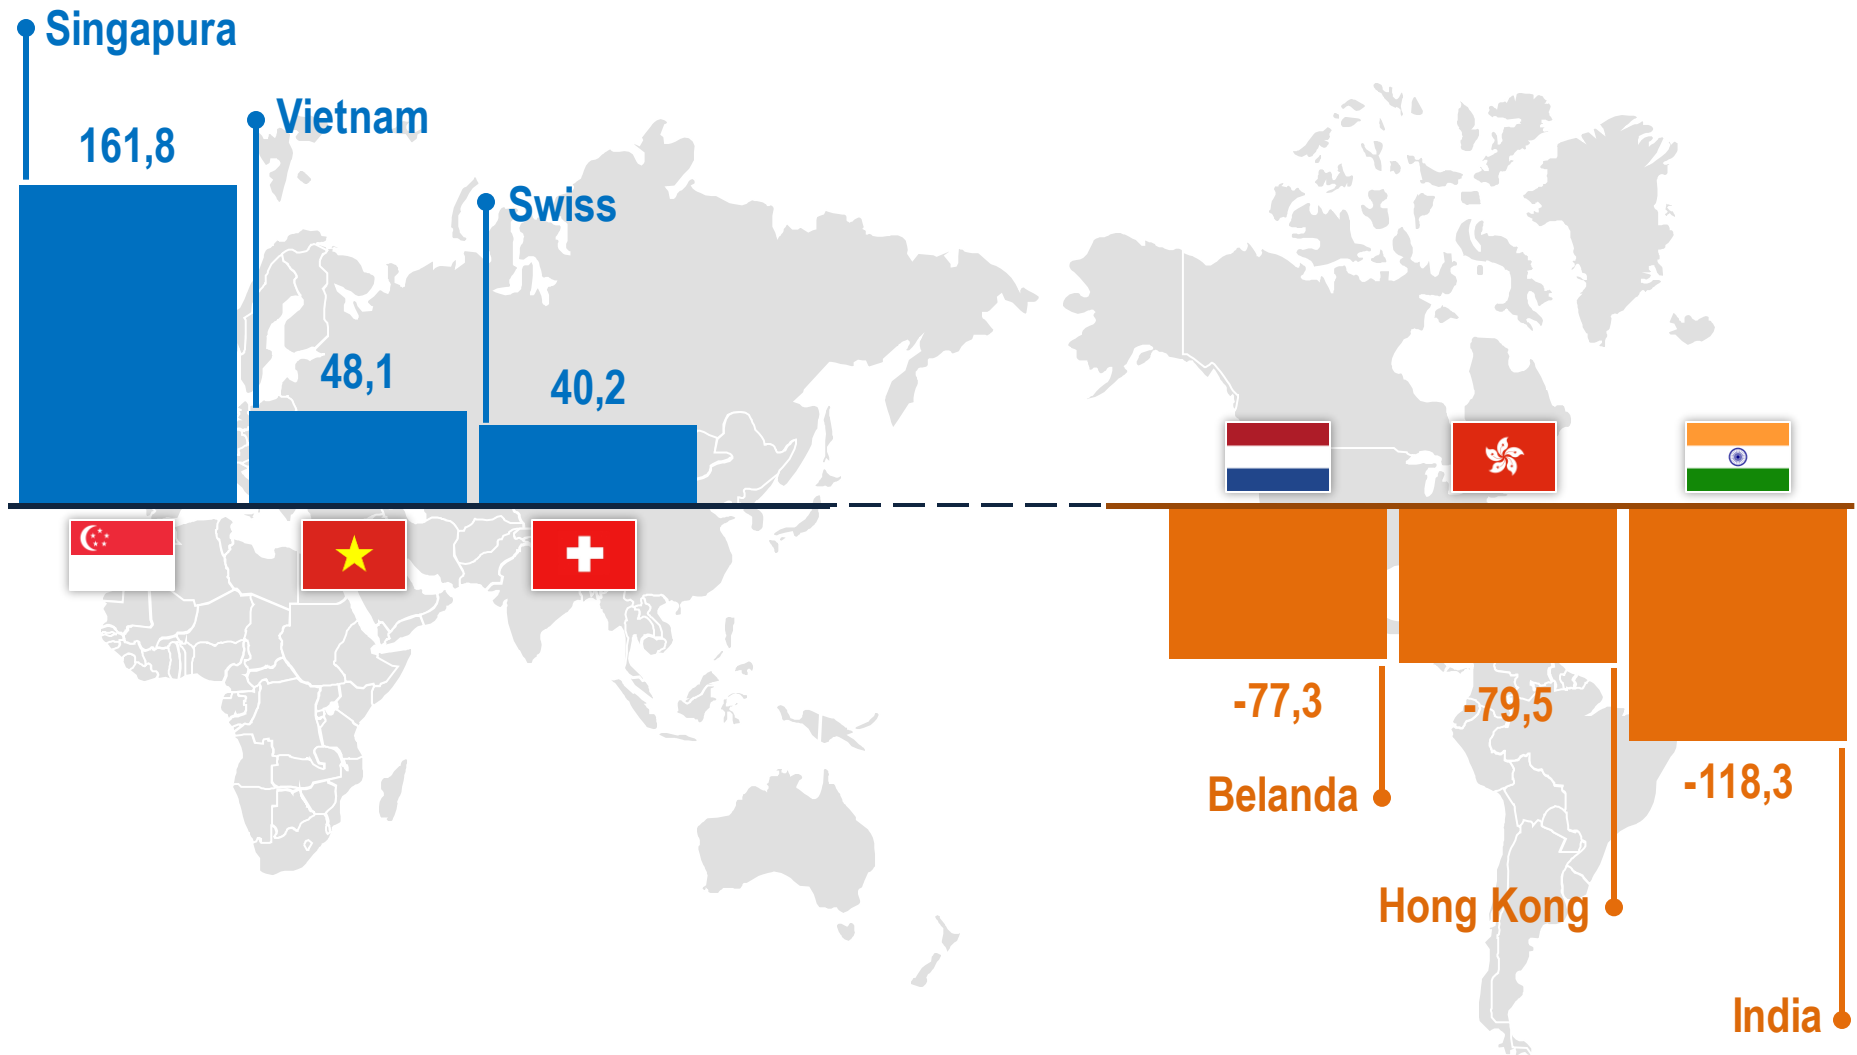 Singapura
161,8
Vietnam
48,1
Swiss
40,2
-77,3
Belanda
-79,5
Hong Kong
-118,3
India